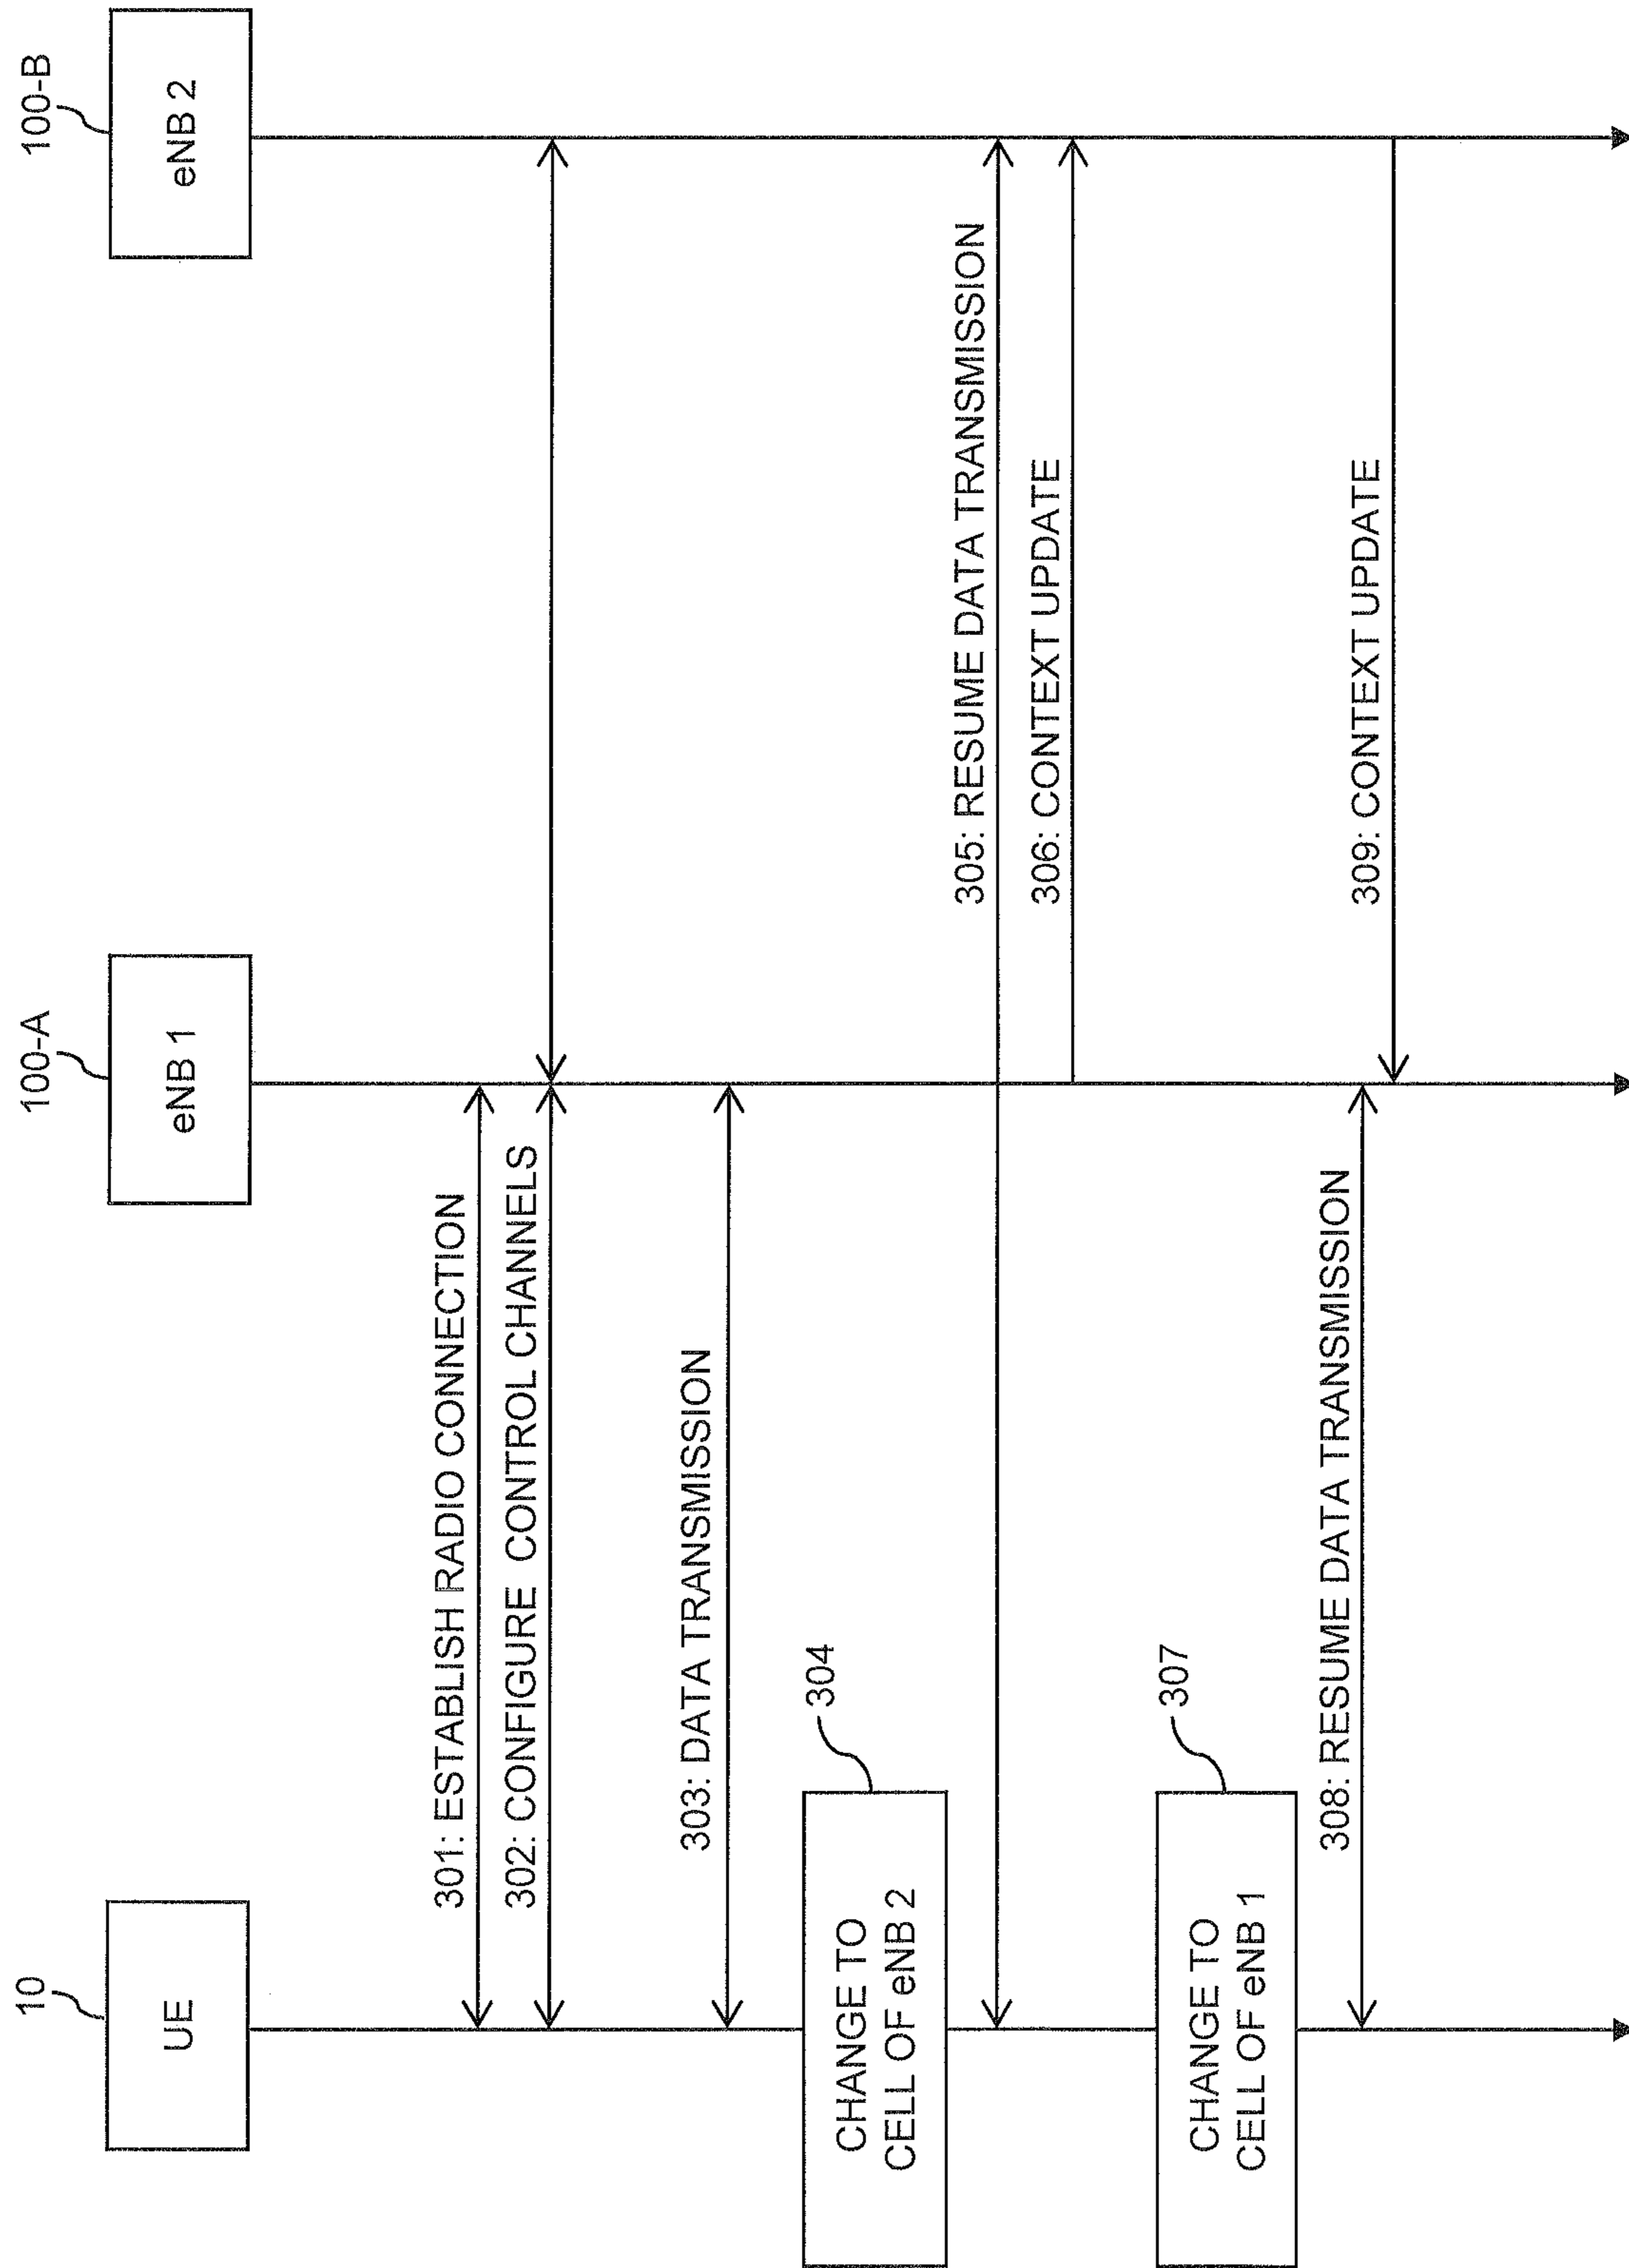 10
UE
100-A
eNB 1
100-B
eNB 2
301: ESTABLISH RADIO CONNECTION
302: CONFIGURE CONTROL CHANNELS
303: DATA TRANSMISSION
304
CHANGE TO
CELL OF eNB 2
305: RESUME DATA TRANSMISSION
306: CONTEXT UPDATE
307
CHANGE TO
CELL OF eNB 1
308: RESUME DATA TRANSMISSION
309: CONTEXT UPDATE